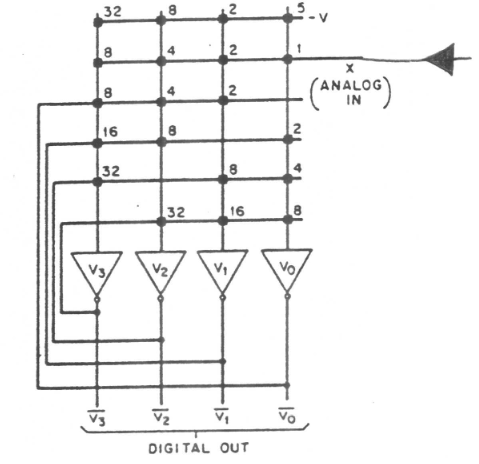 32 8 2 5 -V
8 4 2 1
X
(ANALOG IN)
8 4 2
16 8 2
32 8 4
32 16 8
V3 V2 V1 V0
V̅3 V̅2 V̅1 V̅0
DIGITAL OUT